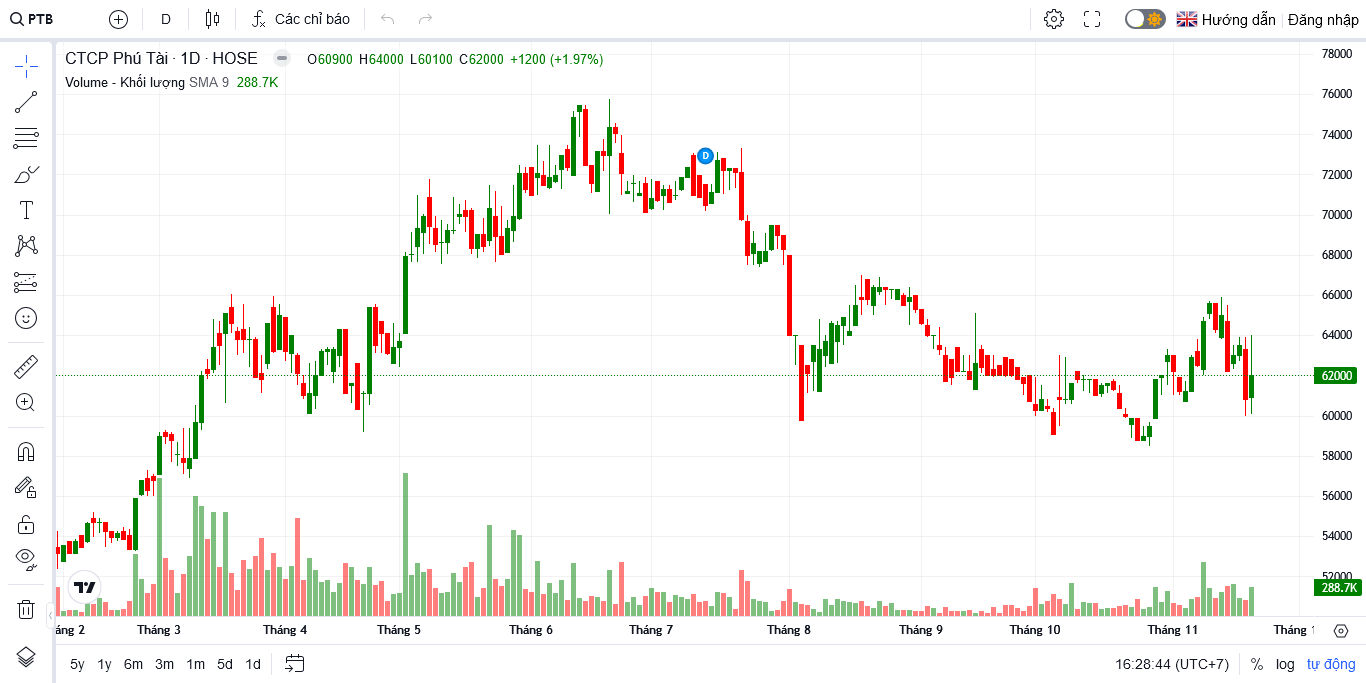 PTB D Các chỉ báo Hướng dẫn Đăng nhập
CTCP Phú Tài · 1D · HOSE O60900 H64000 L60100 C62000 +1200 (+1.97%)
Volume - Khối lượng SMA 9 288.7K
D
78000
76000
74000
72000
70000
68000
66000
64000
62000
60000
58000
56000
54000
52000
288.7K
Tháng 3 Tháng 4 Tháng 5 Tháng 6 Tháng 7 Tháng 8 Tháng 9 Tháng 10 Tháng 11
5y 1y 6m 3m 1m 5d 1d 16:28:44 (UTC+7) % log tự động